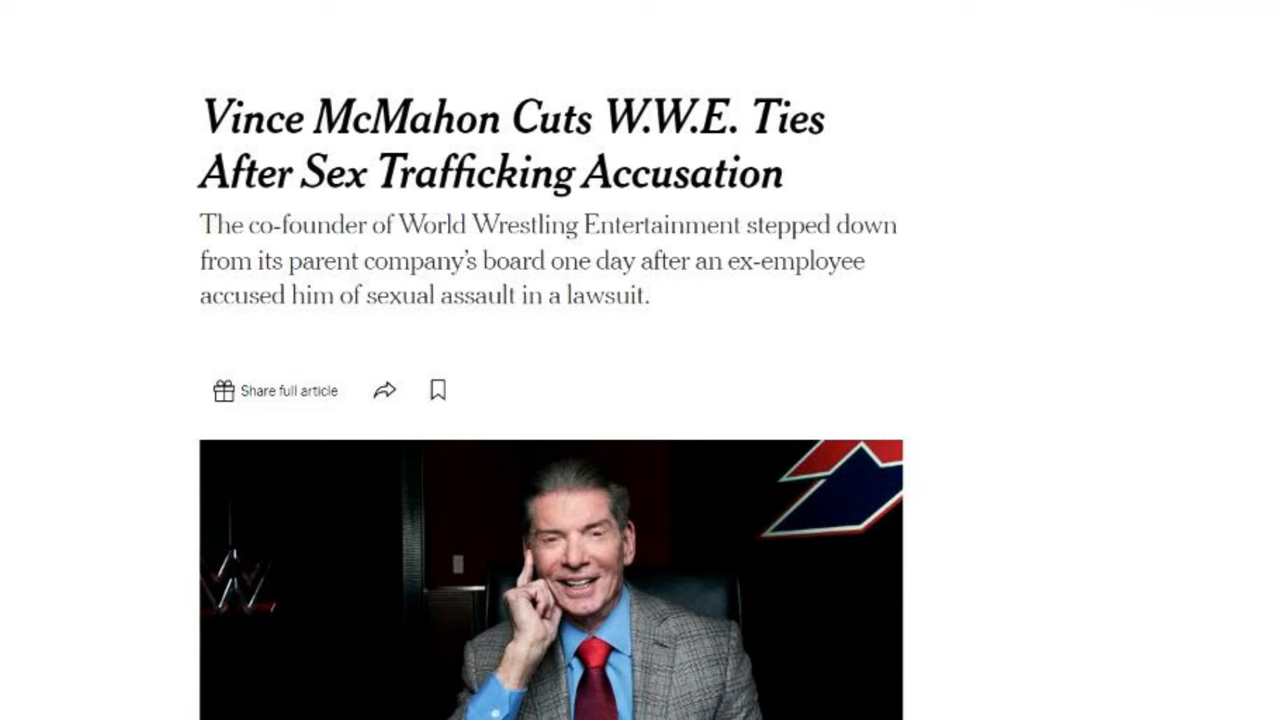 Vince McMahon Cuts W.W.E. Ties
After Sex Trafficking Accusation
The co-founder of World Wrestling Entertainment stepped down
from its parent company’s board one day after an ex-employee
accused him of sexual assault in a lawsuit.
Share full article